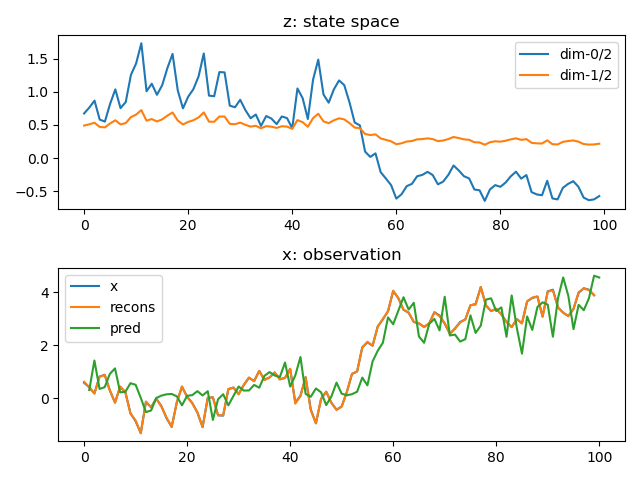 z: state space
1.5
1.0
0.5
0.0
−0.5
dim-0/2
dim-1/2
0 20 40 60 80 100
x: observation
4
2
0
x
recons
pred
0 20 40 60 80 100